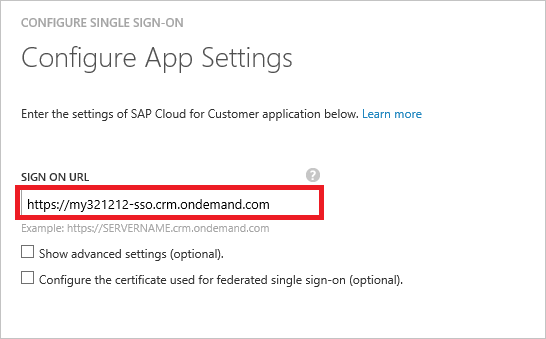 CONFIGURE SINGLE SIGN-ON
Configure App Settings
Enter the settings of SAP Cloud for Customer application below. Learn more
SIGN ON URL ?
https://my321212-sso.crm.ondemand.com
Example: https://SERVERNAME.crm.ondemand.com
Show advanced settings (optional).
Configure the certificate used for federated single sign-on (optional).